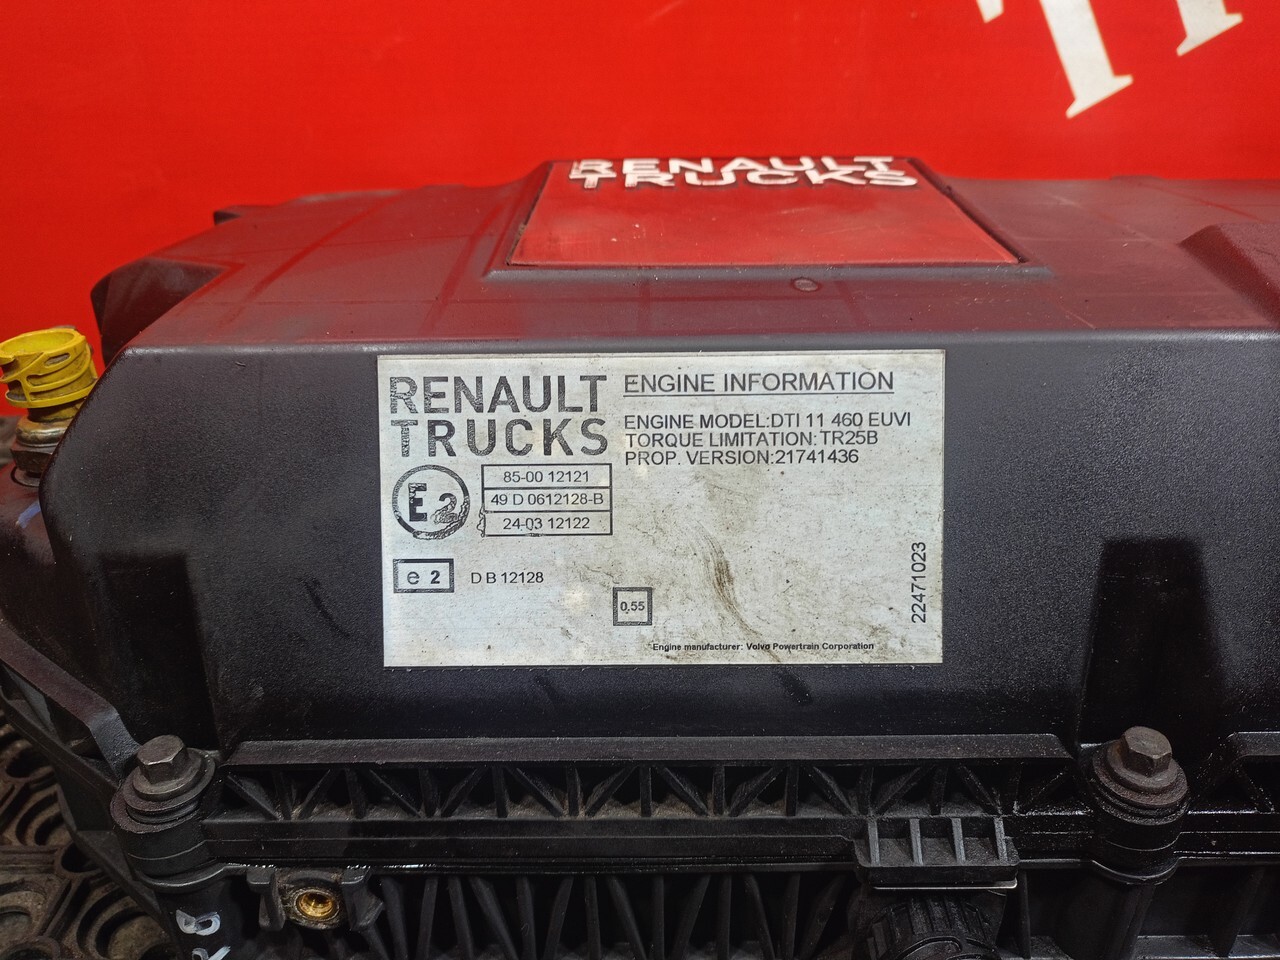 RENAULT
TRUCKS
RENAULT
TRUCKS
ENGINE INFORMATION
ENGINE MODEL:DTI 11 460 EUVI
TORQUE LIMITATION:TR25B
PROP. VERSION:21741436
E2
85-00 12121
49 D 0612128-B
24-03 12122
e 2
D B 12128
0,55
22471023
Engine manufacturer: Volvo Powertrain Corporation